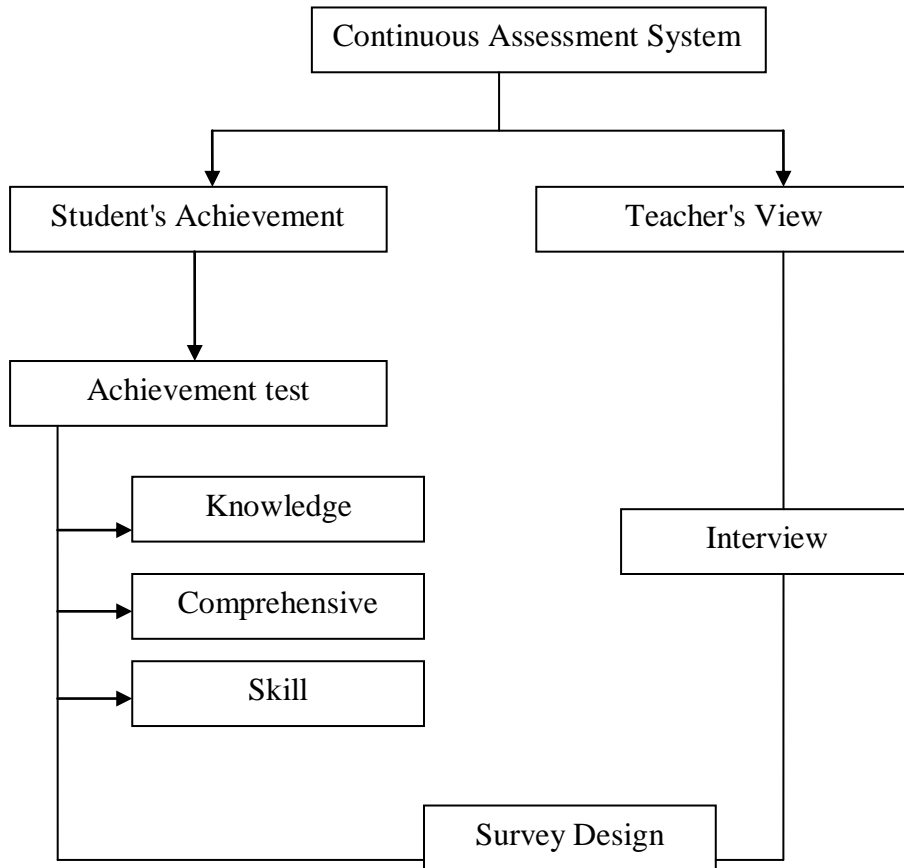 Continuous Assessment System
Student's Achievement
Teacher's View
Achievement test
Knowledge
Interview
Comprehensive
Skill
Survey Design